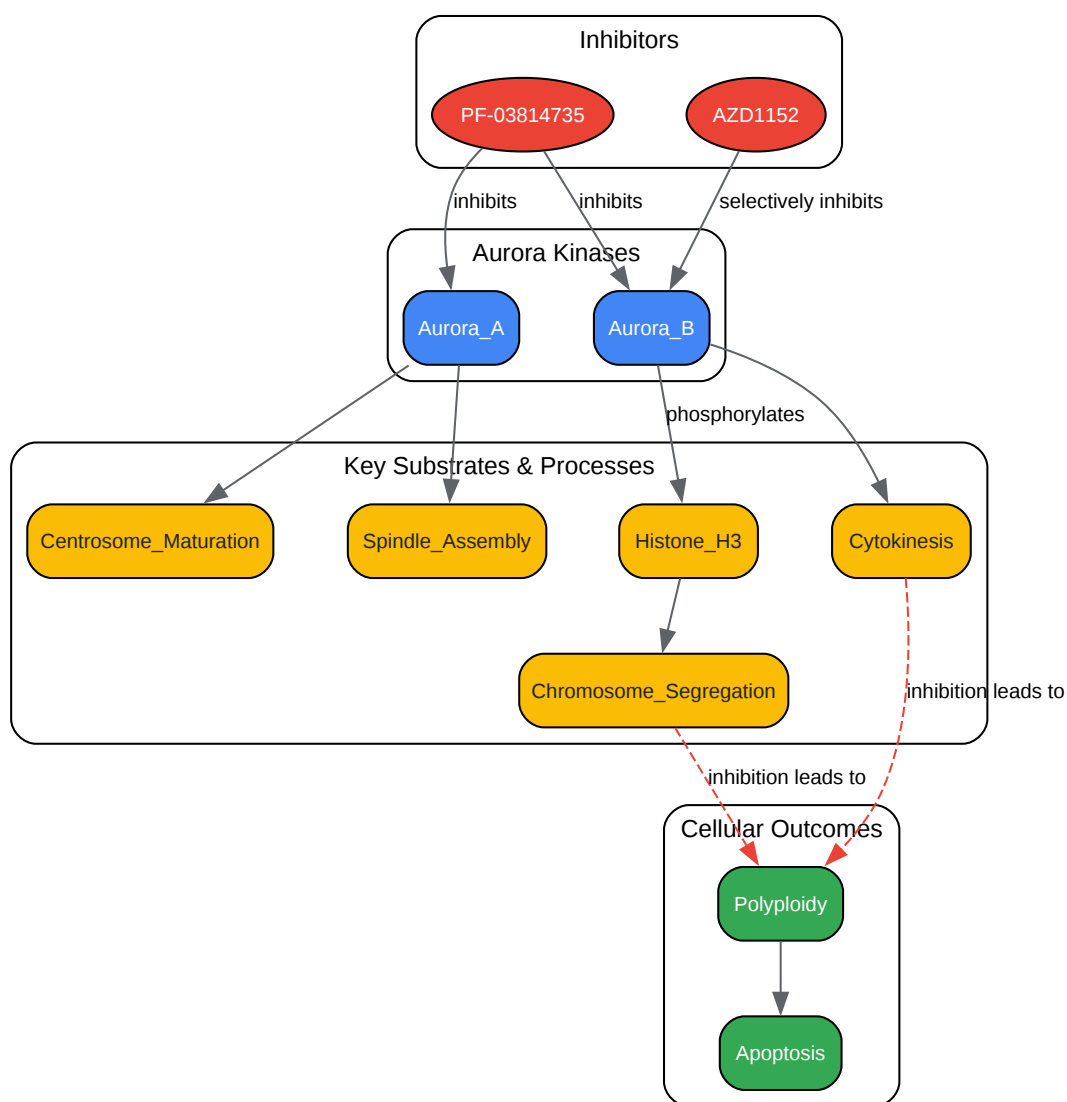 Inhibitors
PF-03814735
AZD1152
inhibits
inhibits
selectively inhibits
Aurora Kinases
Aurora_A
Aurora_B
phosphorylates
Key Substrates & Processes
Centrosome_Maturation
Spindle_Assembly
Histone_H3
Cytokinesis
Chromosome_Segregation
inhibition leads to
inhibition leads to
Cellular Outcomes
Polyploidy
Apoptosis